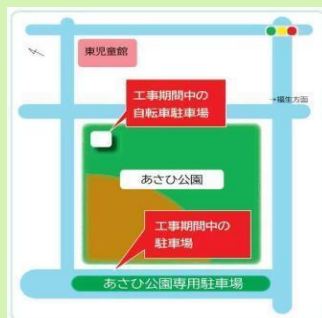 東児童館
工事期間中の
自転車駐車場
→福生方面
あさひ公園
工事期間中の
駐車場
あさひ公園専用駐車場